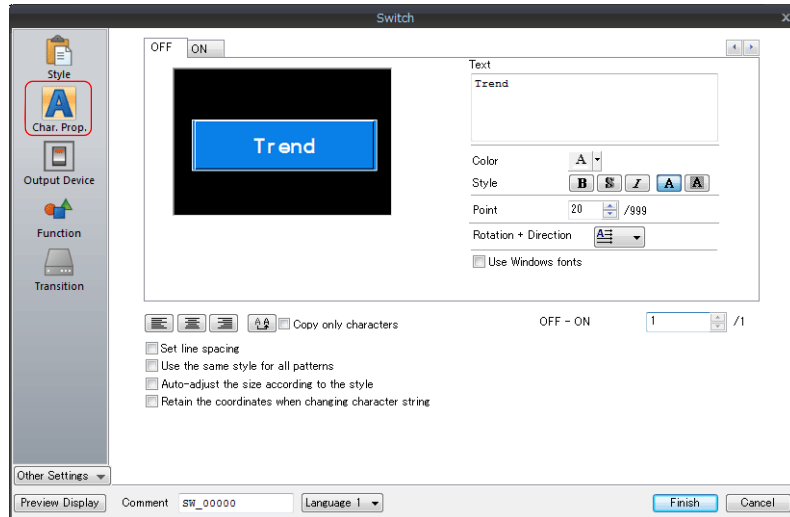 Switch
Style
Char. Prop.
Output Device
Function
Transition
Other Settings
OFF ON
Trend
Text
Trend
Color A
Style B S I A A
Point 20 /999
Rotation + Direction A
Use Windows fonts
Copy only characters
OFF - ON 1 /1
Set line spacing
Use the same style for all patterns
Auto-adjust the size according to the style
Retain the coordinates when changing character string
Preview Display Comment SW_00000 Language 1 Finish Cancel